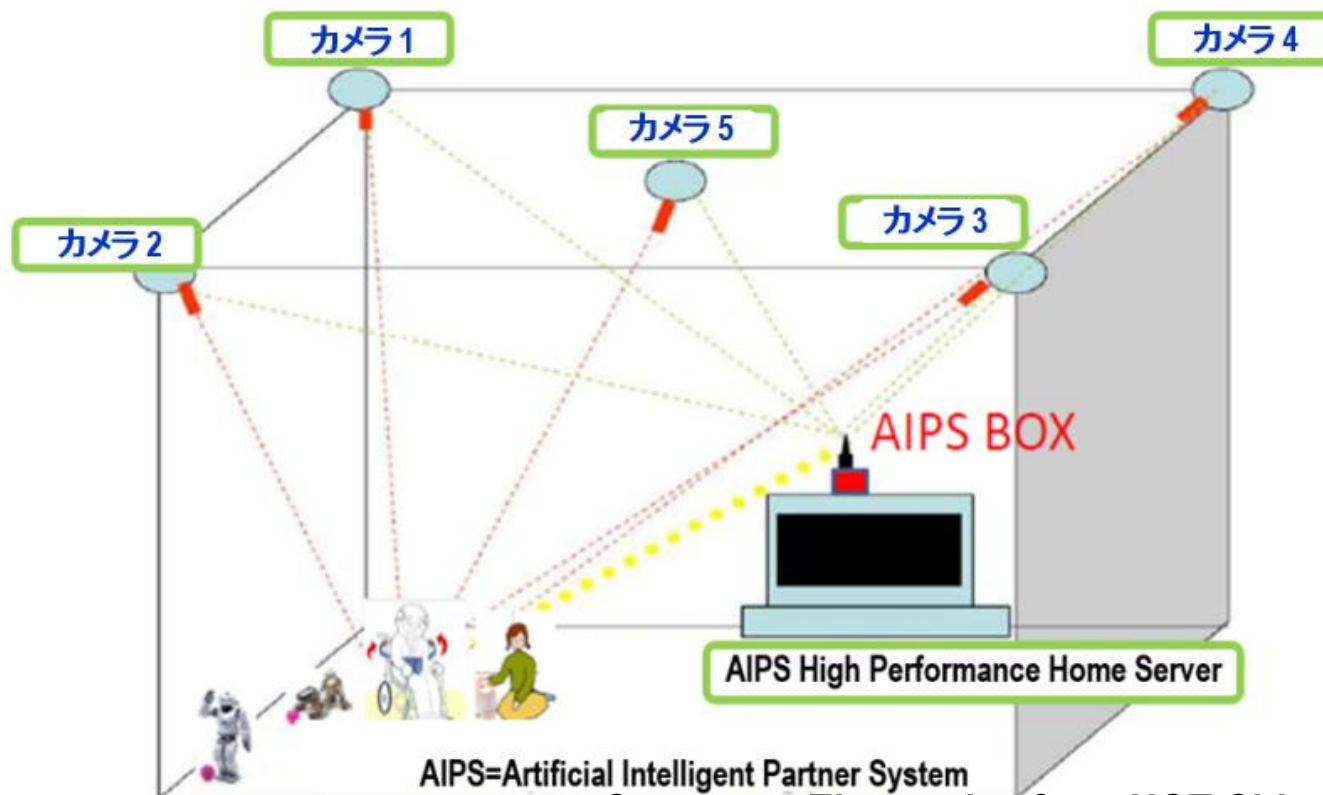 カメラ 1
カメラ 4
カメラ 5
カメラ 3
カメラ 2
AIPS BOX
AIPS High Performance Home Server
AIPS=Artificial Intelligent Partner System